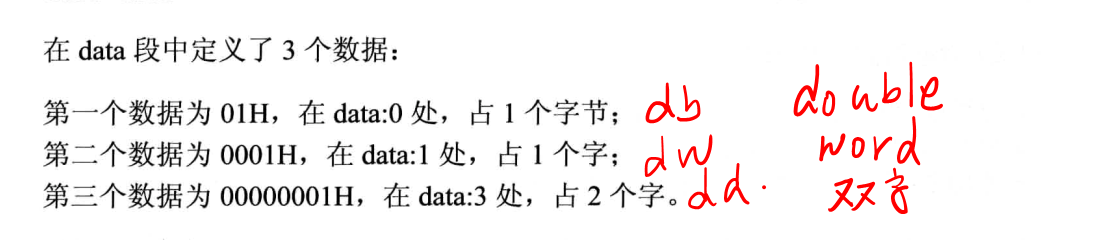 在 data 段中定义了 3 个数据：
第一个数据为 01H，在 data:0 处，占 1 个字节； db double
第二个数据为 0001H，在 data:1 处，占 1 个字； dw word
第三个数据为 00000001H，在 data:3 处，占 2 个字。 dd. 双字